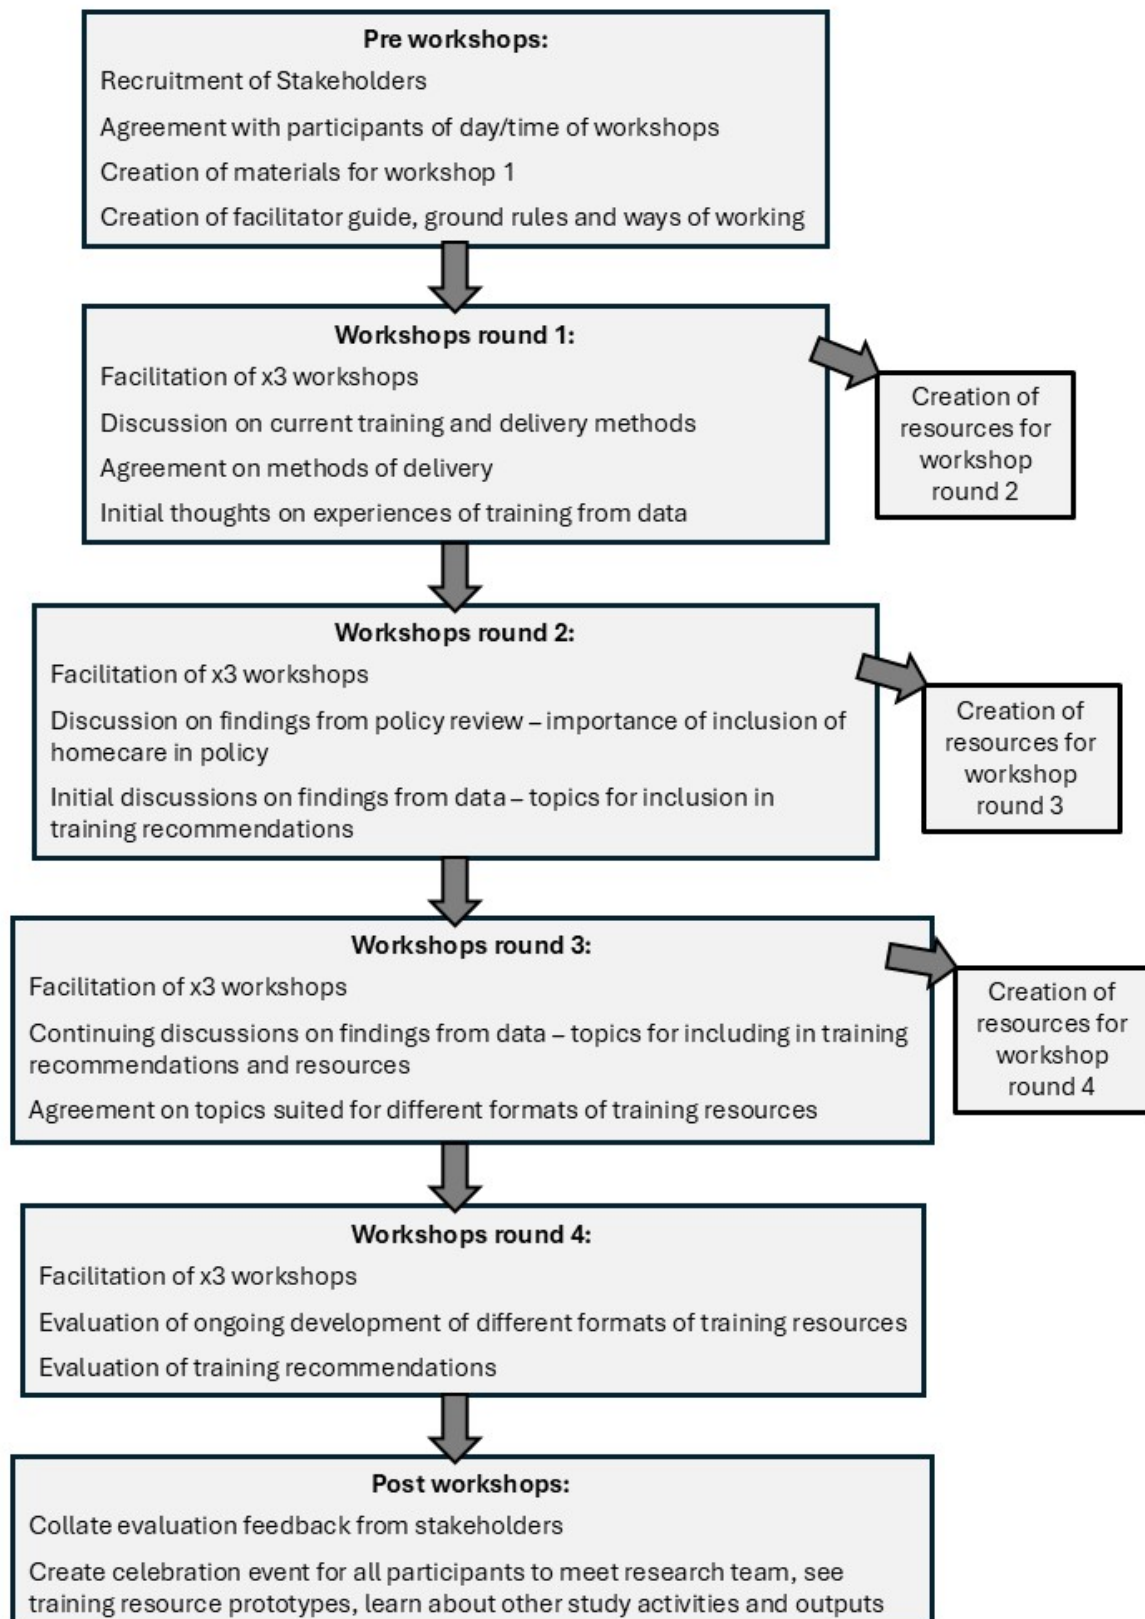 Pre workshops:
Recruitment of Stakeholders
Agreement with participants of day/time of workshops
Creation of materials for workshop 1
Creation of facilitator guide, ground rules and ways of working
Workshops round 1:
Facilitation of x3 workshops
Discussion on current training and delivery methods
Agreement on methods of delivery
Initial thoughts on experiences of training from data
Creation of
resources for
workshop
round 2
Workshops round 2:
Facilitation of x3 workshops
Discussion on findings from policy review – importance of inclusion of
homecare in policy
Initial discussions on findings from data – topics for inclusion in
training recommendations
Creation of
resources for
workshop
round 3
Workshops round 3:
Facilitation of x3 workshops
Continuing discussions on findings from data – topics for including in training
recommendations and resources
Agreement on topics suited for different formats of training resources
Creation of
resources for
workshop
round 4
Workshops round 4:
Facilitation of x3 workshops
Evaluation of ongoing development of different formats of training resources
Evaluation of training recommendations
Post workshops:
Collate evaluation feedback from stakeholders
Create celebration event for all participants to meet research team, see
training resource prototypes, learn about other study activities and outputs